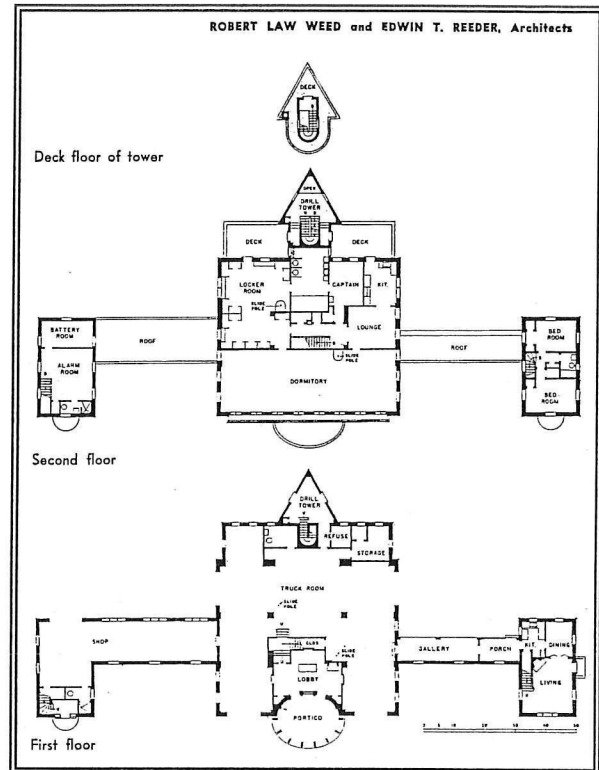 ROBERT LAW WEED and EDWIN T. REEDER, Architects
DECK
Deck floor of tower
OPEN
DRILL
TOWER
DECK
DECK
LOCKER
ROOM
CAPTAIN
KIT.
SLIDE
POLE
LOUNGE
BATTERY
ROOM
ROOF
ROOF
BED
ROOM
ALARM
ROOM
SLIDE
POLE
DORMITORY
BED
ROOM
Second floor
DRILL
TOWER
REFUSE
STORAGE
TRUCK ROOM
SLIDE
POLE
SHOP
SLIDE
POLE
GALLERY
PORCH
KIT.
DINING
LOBBY
LIVING
PORTICO
First floor